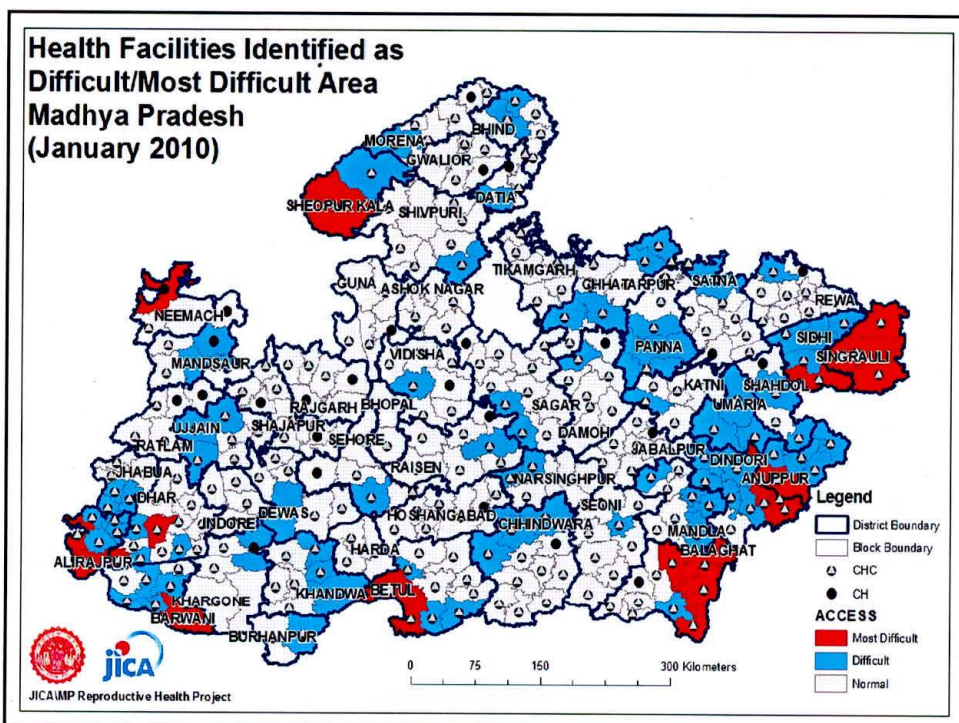 Health Facilities Identified as
Difficult/Most Difficult Area
Madhya Pradesh
(January 2010)
BHIND
MORENA
GWALIOR
DATIA
SHEOPUR KALA
SHIVPURI
TIKAMGARH
GUNA
ASHOK NAGAR
CHHATARPUR
SATNA
REWA
NEEMACH
SIDHI
SINGRAULI
MANDSAUR
VIDISHA
PANNA
KATNI
SHAHDOL
UMARIA
RAJGARH
BHOPAL
SAGAR
UJJAIN
SHAJAPUR
SEHORE
DAMOH
JABALPUR
RATLAM
RAISEN
DINDORI
ANUPPUR
JHABUA
NARSINGHPUR
DHAR
INDORE
DEWAS
HOSHANGABAD
CHHINDWARA
SEONI
MANDLA
HARDA
BALAGHAT
ALIRAJPUR
KHARGONE
KHANDWA
BETUL
BARWANI
BURHANPUR
Legend
District Boundary
Block Boundary
CHC
CH
ACCESS
Most Difficult
Difficult
Normal
jICA
0 75 150 300 Kilometers
JICA\MP Reproductive Health Project